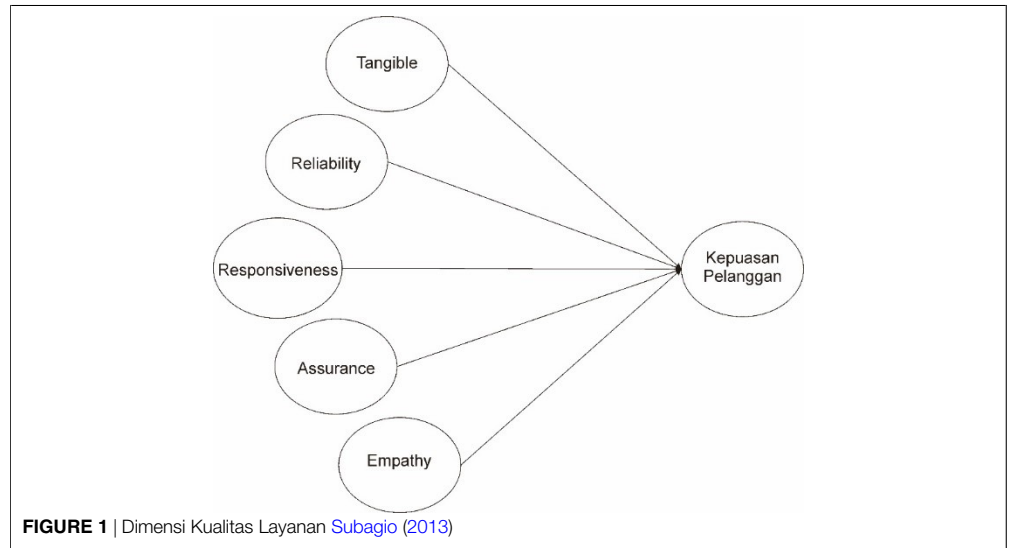 Tangible
Reliability
Responsiveness
Assurance
Empathy
Kepuasan
Pelanggan
FIGURE 1 | Dimensi Kualitas Layanan Subagio (2013)